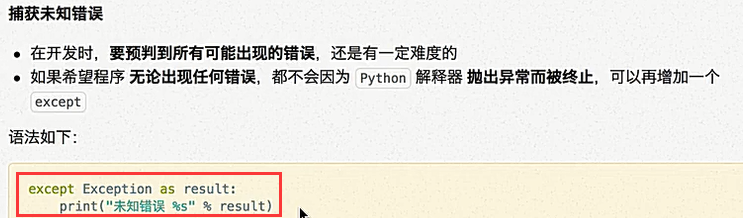 捕获未知错误
在开发时，要预判到所有可能出现的错误，还是有一定难度的
如果希望程序 无论出现任何错误，都不会因为 Python 解释器 抛出异常而被终止，可以再增加一个
except
语法如下：
except Exception as result:
    print("未知错误 %s" % result)